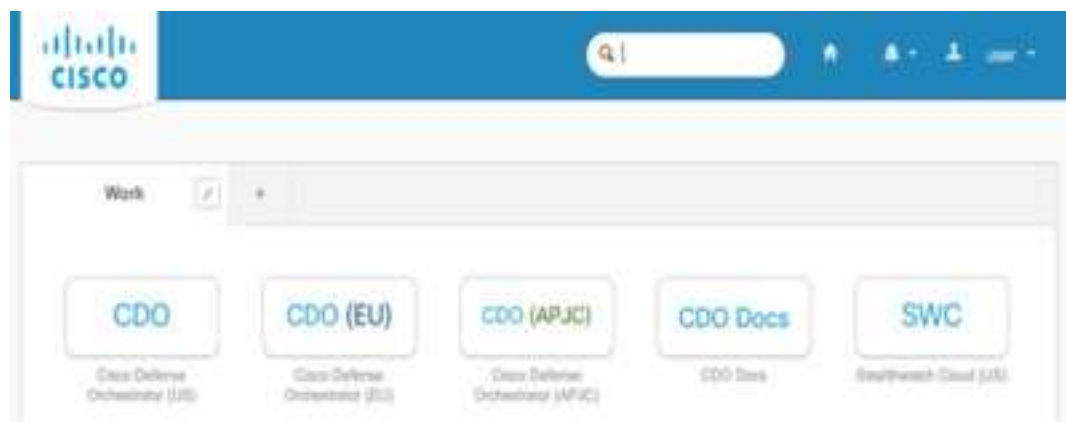 CISCO
Work
+
CDO
CDO (EU)
CDO (APJC)
CDO Docs
SWC
Cisco Defense
Orchestrator (US)
Cisco Defense
Orchestrator (EU)
Cisco Defense
Orchestrator (APJC)
CDO Docs
Stealthwatch Cloud (US)